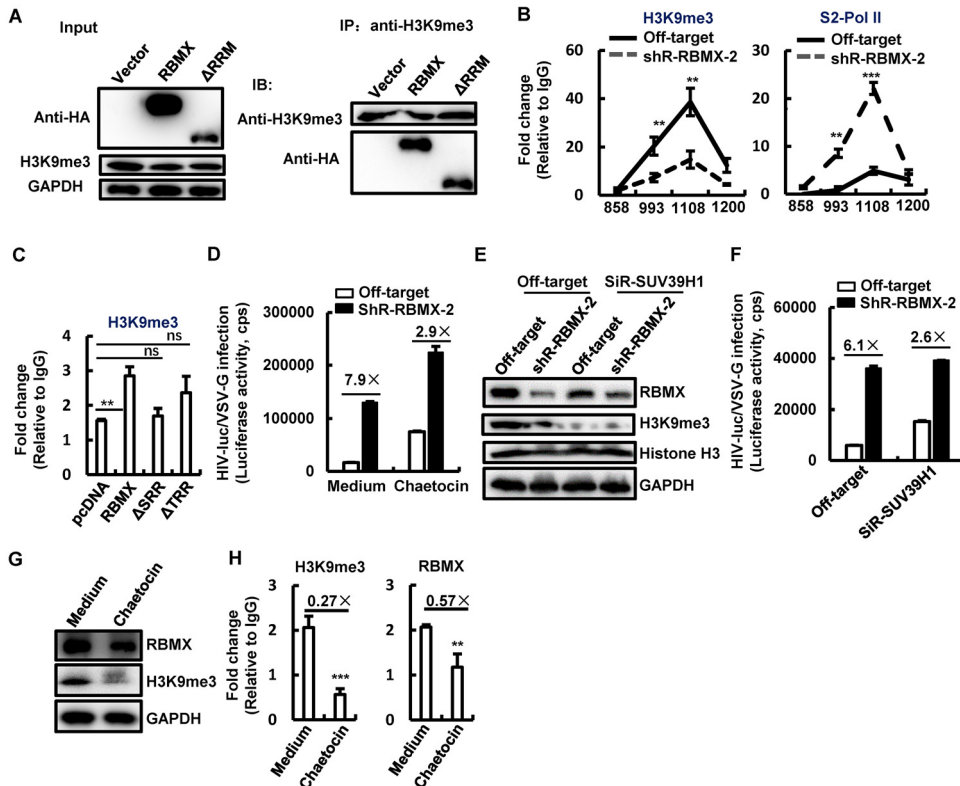 A
Input
IP：anti-H3K9me3
Vector
RBMX
ΔRRM
Anti-HA
H3K9me3
GAPDH
IB:
Vector
RBMX
ΔRRM
Anti-H3K9me3
Anti-HA
B
H3K9me3
Off-target
shR-RBMX-2
Fold change
(Relative to IgG)
60
40
20
0
**
**
858 993 1108 1200
S2-Pol II
Off-target
shR-RBMX-2
30
20
10
0
**
***
858 993 1108 1200
C
H3K9me3
Fold change
(Relative to IgG)
4
3
2
1
0
ns
ns
**
pcDNA
RBMX
ΔSRR
ΔTRR
D
Off-target
ShR-RBMX-2
HIV-luc/VSV-G infection
(Luciferase activity, cps)
300000
200000
100000
0
7.9×
2.9×
Medium Chaetocin
E
Off-target SiR-SUV39H1
Off-target
shR-RBMX-2
Off-target
shR-RBMX-2
RBMX
H3K9me3
Histone H3
GAPDH
F
Off-target
ShR-RBMX-2
HIV-luc/VSV-G infection
(Luciferase activity, cps)
60000
40000
20000
0
6.1×
2.6×
Off-target
SiR-SUV39H1
G
Medium
Chaetocin
RBMX
H3K9me3
GAPDH
H
H3K9me3
Fold change
(Relative to IgG)
3
2
1
0
0.27×
***
Medium
Chaetocin
RBMX
3
2
1
0
0.57×
**
Medium
Chaetocin